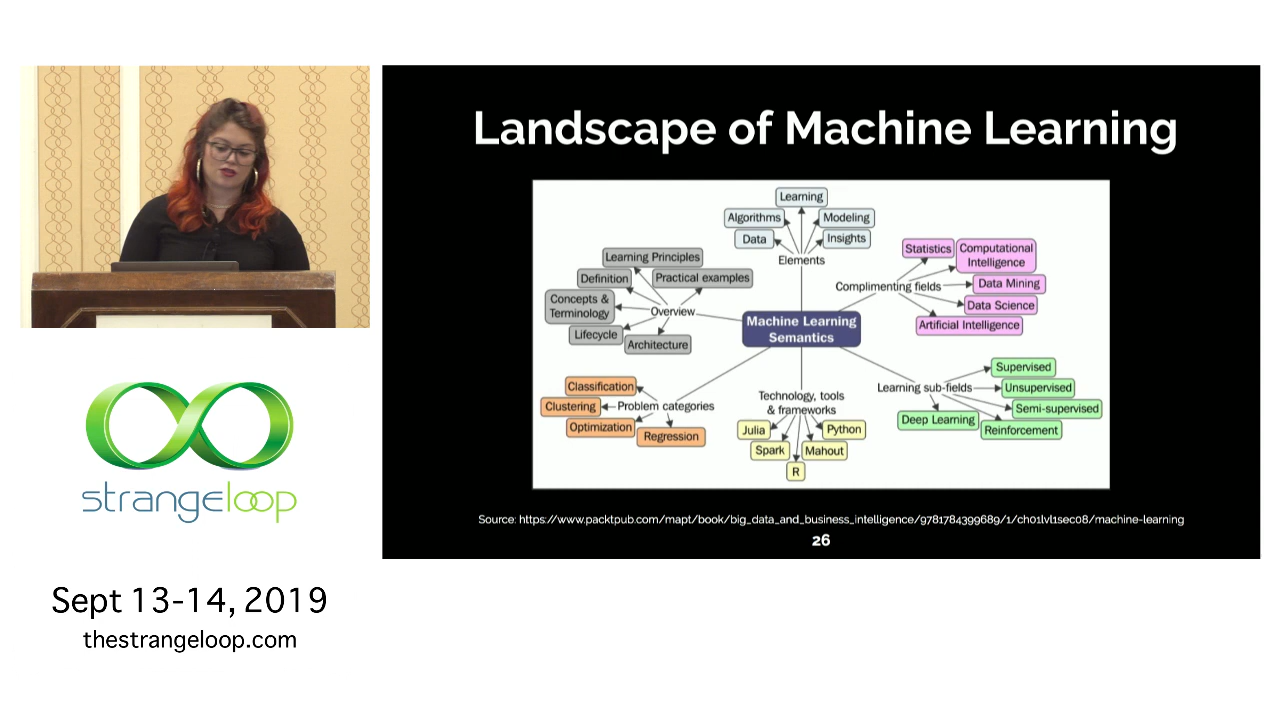 Landscape of Machine Learning
Learning
Algorithms
Modeling
Data
Insights
Elements
Learning Principles
Definition
Practical examples
Concepts &
Terminology
Overview
Lifecycle
Architecture
Statistics
Computational
Intelligence
Complimenting fields
Data Mining
Data Science
Artificial Intelligence
Machine Learning
Semantics
Classification
Clustering
Problem categories
Optimization
Regression
Technology, tools
& frameworks
Julia
Python
Spark
Mahout
R
Supervised
Learning sub-fields
Unsupervised
Semi-supervised
Deep Learning
Reinforcement
Source: https://www.packtpub.com/mapt/book/big_data_and_business_intelligence/9781784399689/1/ch01lvl1sec08/machine-learning
26
strangeloop
Sept 13-14, 2019
thestrangeloop.com